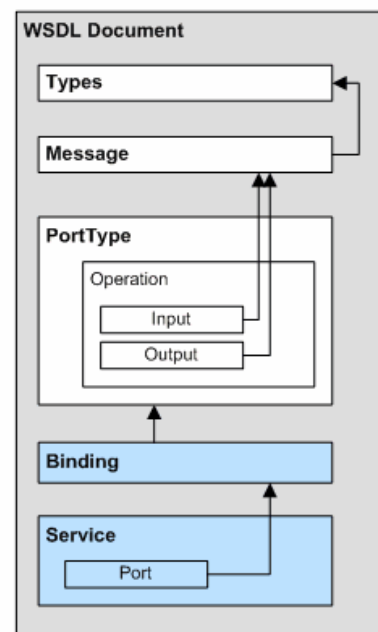 WSDL Document
Types
Message
PortType
Operation
Input
Output
Binding
Service
Port